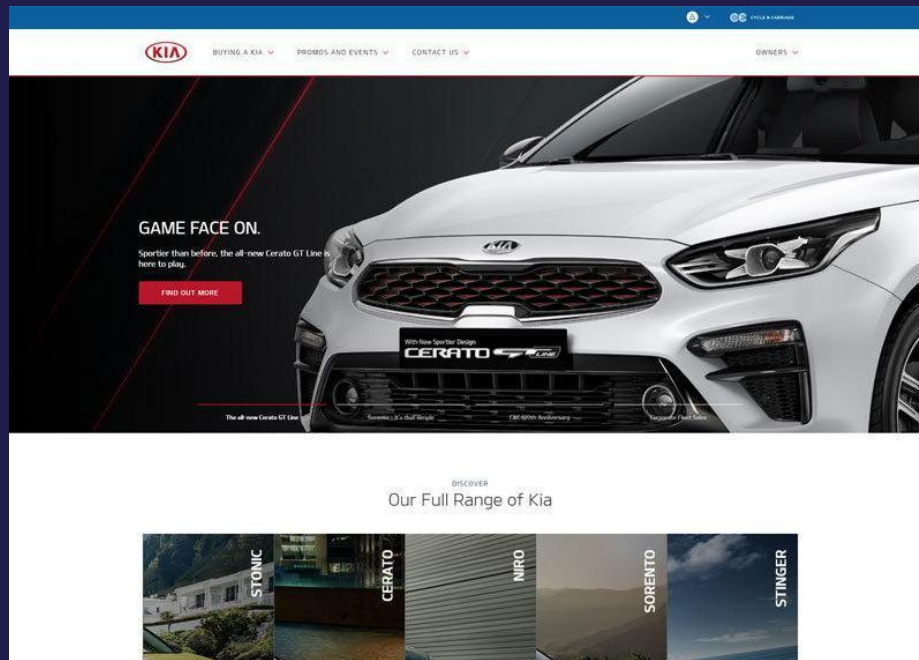 CYCLE & CARRIAGE
KIA
BUYING A KIA
PROMOS AND EVENTS
CONTACT US
OWNERS
GAME FACE ON.
Sportier than before, the all-new Cerato GT Line is
here to play.
FIND OUT MORE
KIA
With New Sportier Design
CERATO GT LINE
The all-new Cerato GT Line
Sorento - It's that Simple
C&C 120th Anniversary
Corporate Fleet Sales
DISCOVER
Our Full Range of Kia
STONIC
CERATO
NIRO
SORENTO
STINGER